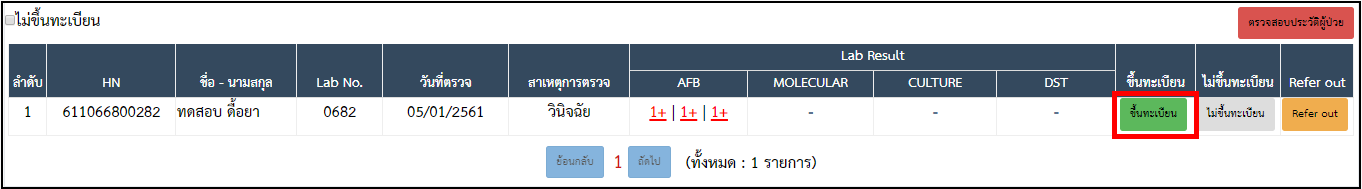 ไม่ขึ้นทะเบียน
ตรวจสอบประวัติผู้ป่วย
ลำดับ HN ชื่อ - นามสกุล Lab No. วันที่ตรวจ สาเหตุการตรวจ Lab Result ขึ้นทะเบียน ไม่ขึ้นทะเบียน Refer out
AFB MOLECULAR CULTURE DST
1 611066800282 ทดสอบ ดื้อยา 0682 05/01/2561 วินิจฉัย 1+ | 1+ | 1+ - - - ขึ้นทะเบียน ไม่ขึ้นทะเบียน Refer out
ย้อนกลับ 1 ถัดไป (ทั้งหมด : 1 รายการ)